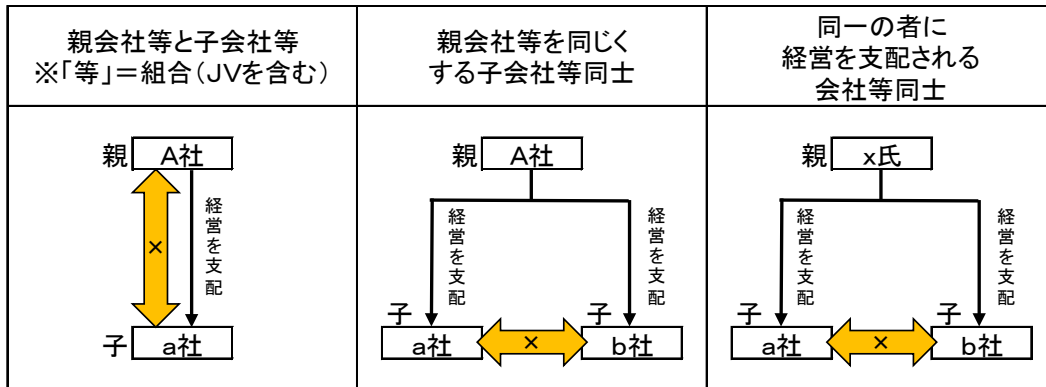 親会社等と子会社等
※「等」=組合(JVを含む)
親会社等を同じく
する子会社等同士
同一の者に
経営を支配される
会社等同士
親 A社
経営を支配
×
子 a社
親 A社
経営を支配
経営を支配
子
子
a社 × b社
親 x氏
経営を支配
経営を支配
子
子
a社 × b社